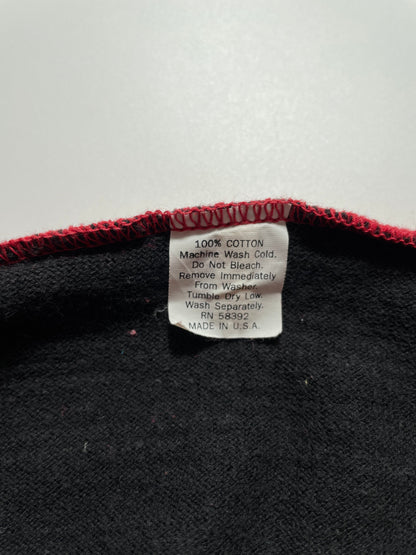 100% COTTON
Machine Wash Cold.
Do Not Bleach.
Remove Immediately
From Washer.
Tumble Dry Low.
Wash Separately.
RN 58392
MADE IN U.S.A.